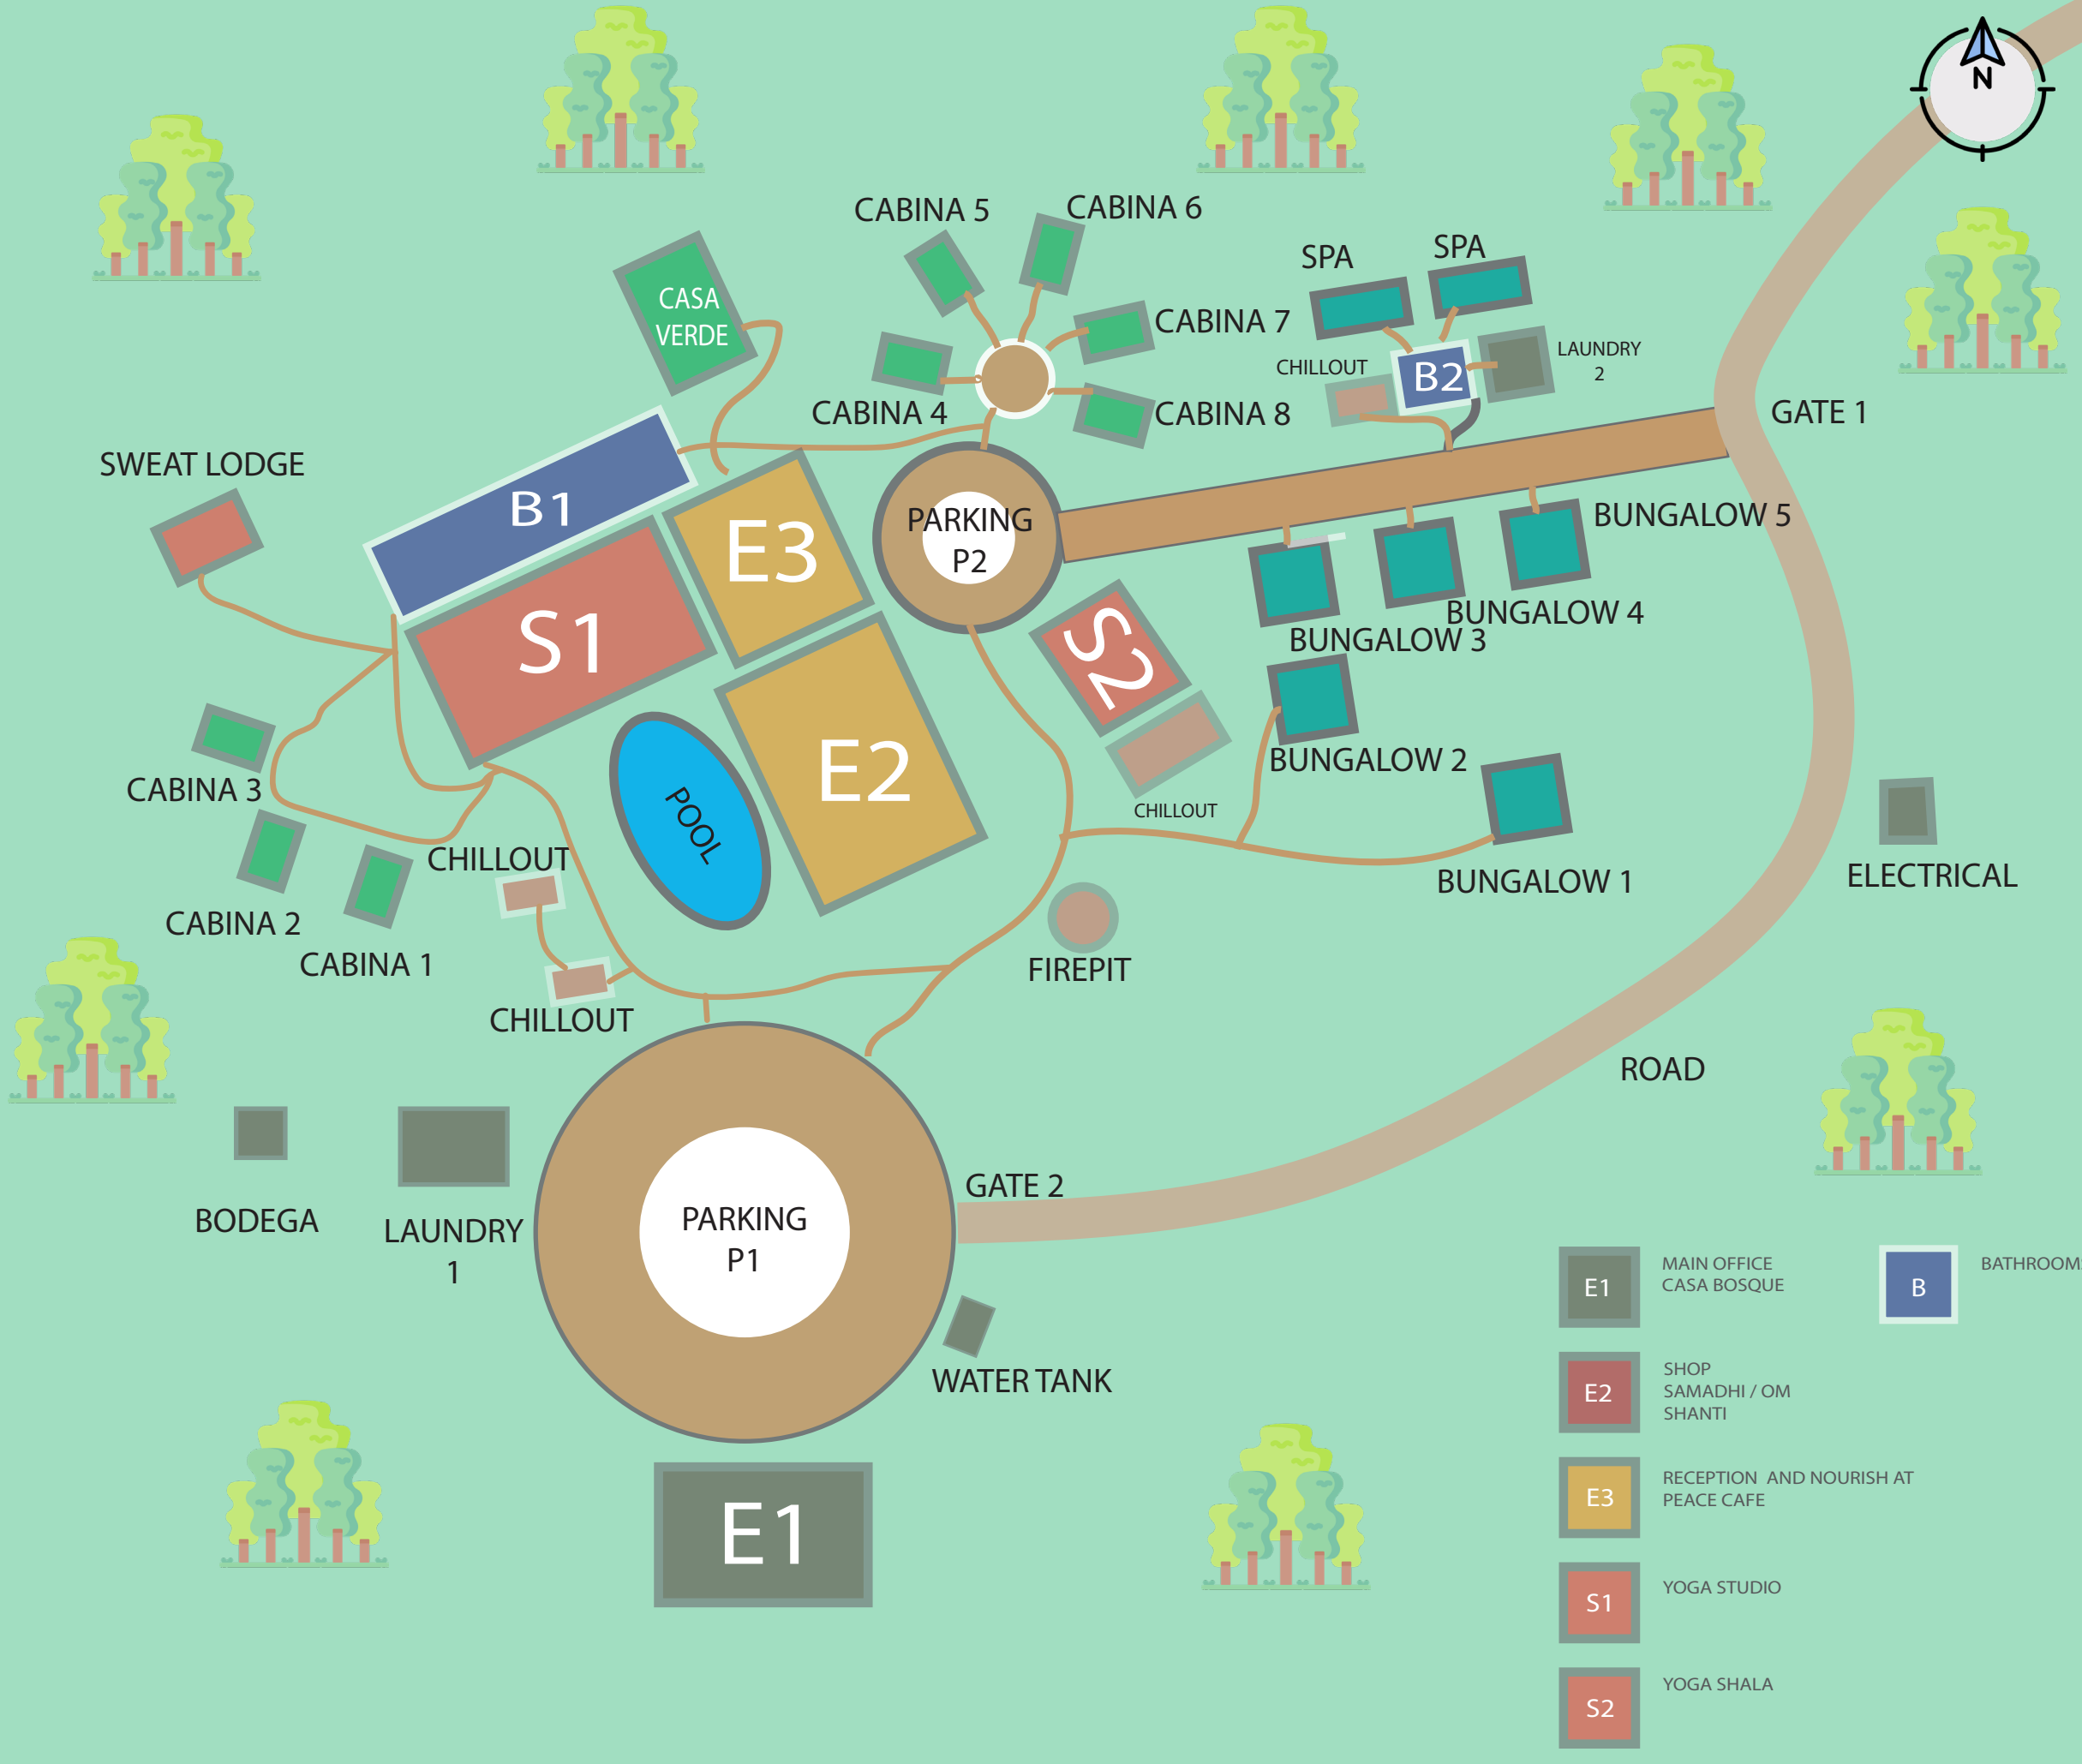 N
CABINA 5
CABINA 6
SPA
SPA
CASA
VERDE
CABINA 7
CHILLOUT
B2
LAUNDRY
2
CABINA 4
CABINA 8
GATE 1
SWEAT LODGE
B1
E3
PARKING
P2
BUNGALOW 5
S1
S2
BUNGALOW 4
BUNGALOW 3
CABINA 3
POOL
E2
BUNGALOW 2
CHILLOUT
CHILLOUT
BUNGALOW 1
ELECTRICAL
CABINA 2
CABINA 1
FIREPIT
CHILLOUT
ROAD
GATE 2
BODEGA
LAUNDRY
1
PARKING
P1
WATER TANK
E1
E1
MAIN OFFICE
CASA BOSQUE
B
BATHROOMS
E2
SHOP
SAMADHI / OM
SHANTI
E3
RECEPTION AND NOURISH AT
PEACE CAFE
S1
YOGA STUDIO
S2
YOGA SHALA